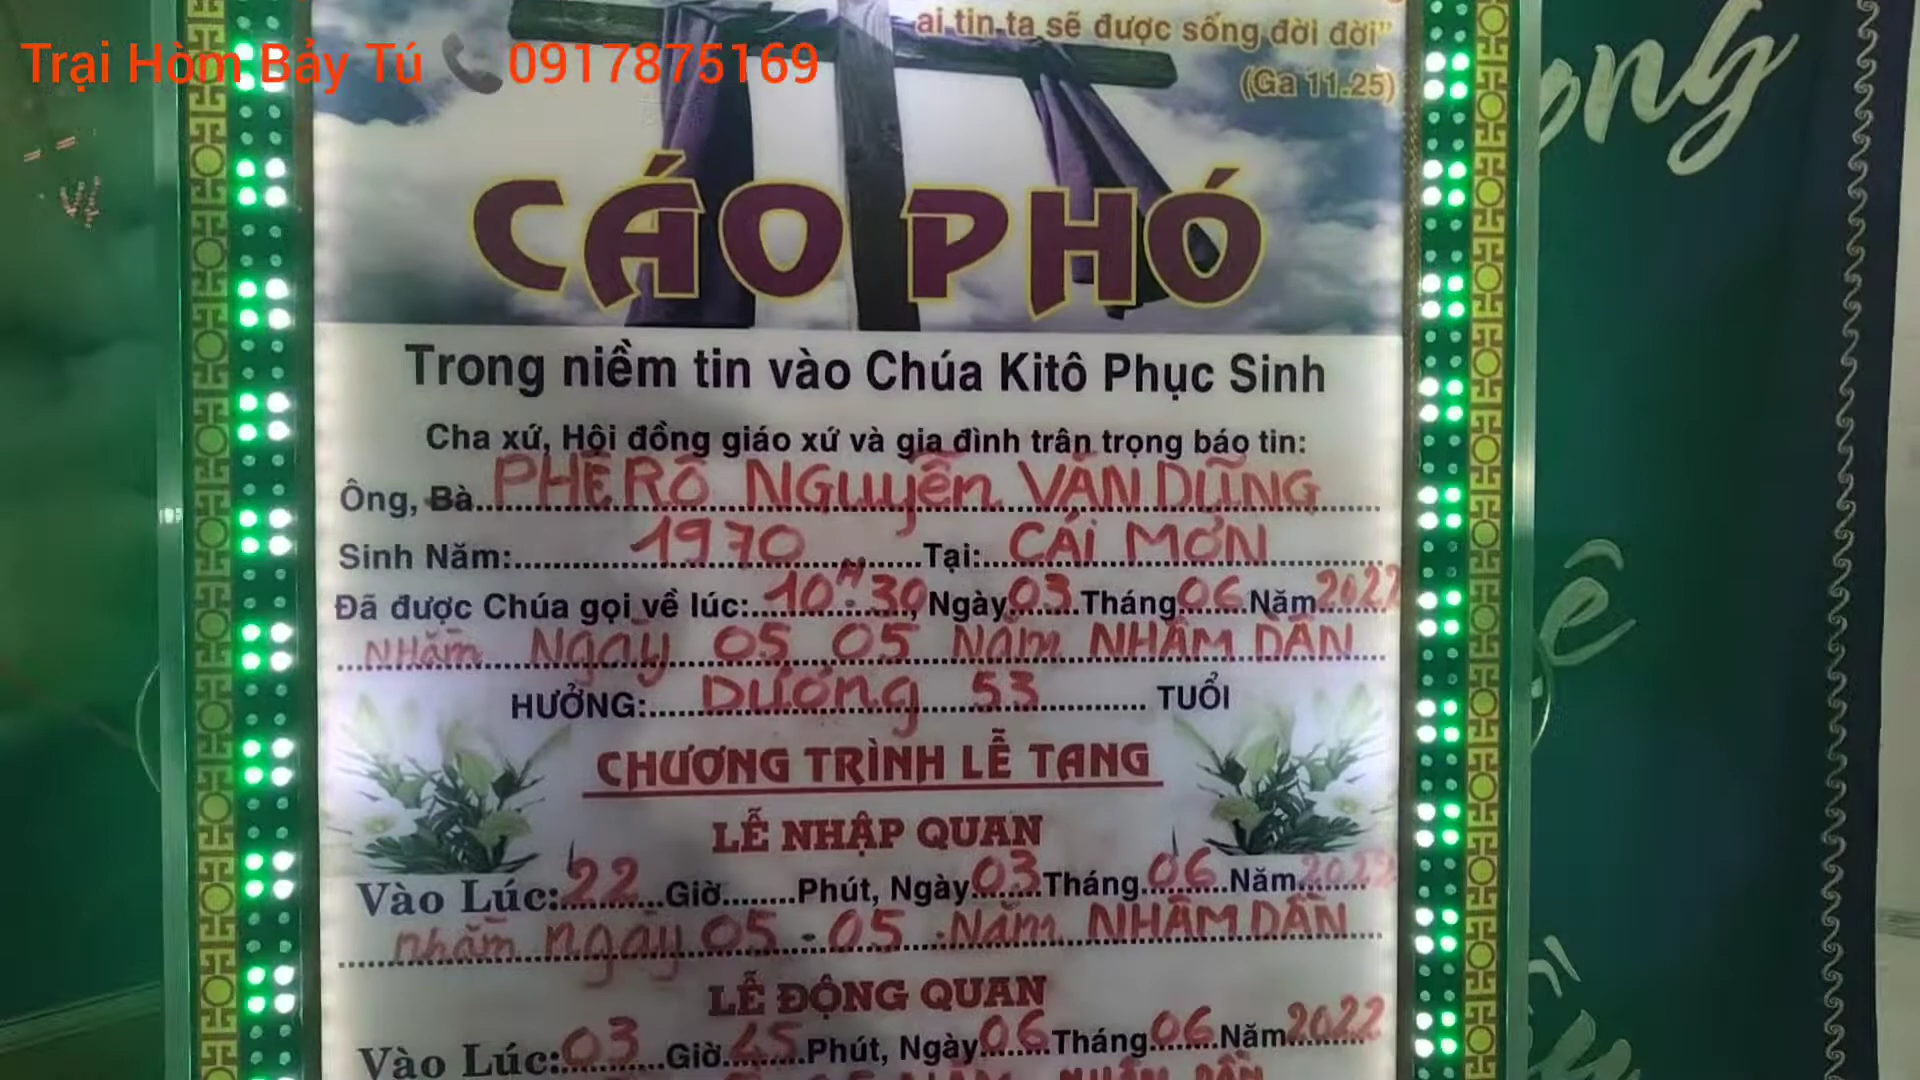 ai tin ta sẽ được sống đời đời"
Trại Hòm Bảy Tú 📞0917875169
(Ga 11.25)
CÁO PHÓ
Trong niềm tin vào Chúa Kitô Phục Sinh
Cha xứ, Hội đồng giáo xứ và gia đình trân trọng báo tin:
Ông, Bà PHÊRÔ NGUYỄN VĂN DŨNG
Sinh Năm: 1970 Tại: CÁI MƠN
Đã được Chúa gọi về lúc: 10H 30, Ngày 03 Tháng 06 Năm 2022
NHằm Ngày 05 05 Năm NHÂM DẦN
HƯỞNG: Dương 53 TUỔI
CHƯƠNG TRÌNH LỄ TANG
LỄ NHẬP QUAN
Vào Lúc: 22 Giờ Phút, Ngày 03 Tháng 06 Năm 2022
nhằm ngày 05 - 05 - Năm NHÂM DẦN
LỄ ĐỘNG QUAN
Vào Lúc: 03 Giờ Phút, Ngày 06 Tháng 06 Năm 2022